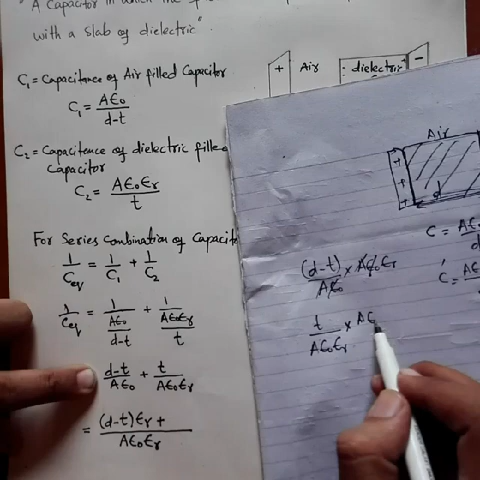 "A Capacitor in which the
with a slab of dielectric".
+ Air dielectric −
C₁ = Capacitance of Air filled Capacitor
C₁ = A∈₀/d-t
C₂ = Capacitence of dielectric fille
Capacitor
C₂ = A∈₀∈r/t
For Series Combination of Capacit
1/Ceq = 1/C₁ + 1/C₂
1/Ceq = 1/(A∈₀/d-t) + 1/(A∈₀∈r/t)
d-t/A∈₀ + t/A∈₀∈r
= (d-t)∈r + /A∈₀∈r
Air
+
+
+
d
C = A∈
d
C' = A∈
(d-t)/A∈₀ × A∈₀∈r
t/A∈₀∈r × A∈